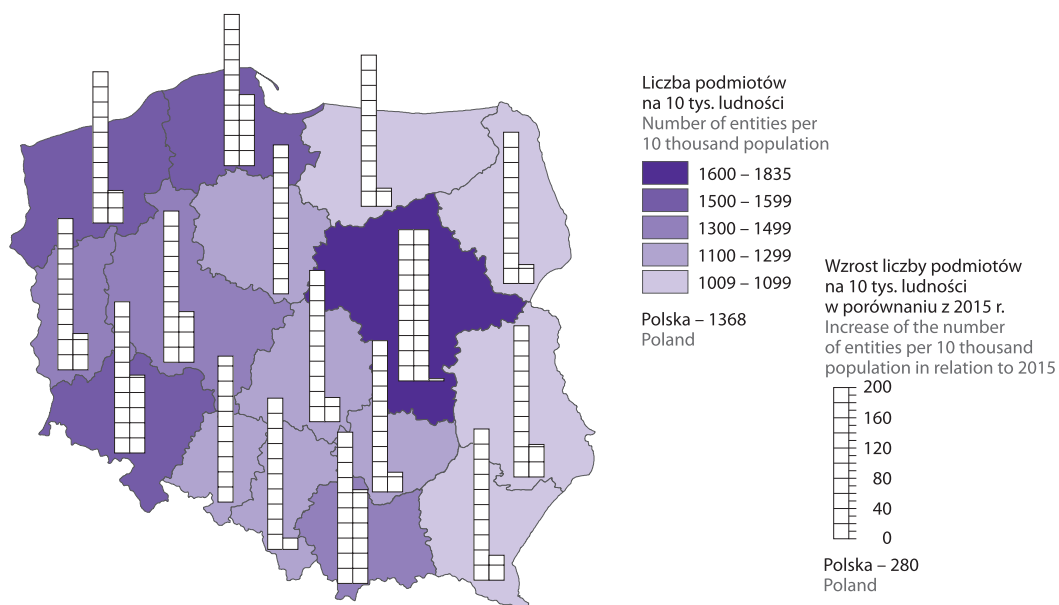 Liczba podmiotów
na 10 tys. ludności
Number of entities per
10 thousand population
1600 – 1835
1500 – 1599
1300 – 1499
1100 – 1299
1009 – 1099
Polska – 1368
Poland
Wzrost liczby podmiotów
na 10 tys. ludności
w porównaniu z 2015 r.
Increase of the number
of entities per 10 thousand
population in relation to 2015
200
160
120
80
40
0
Polska – 280
Poland